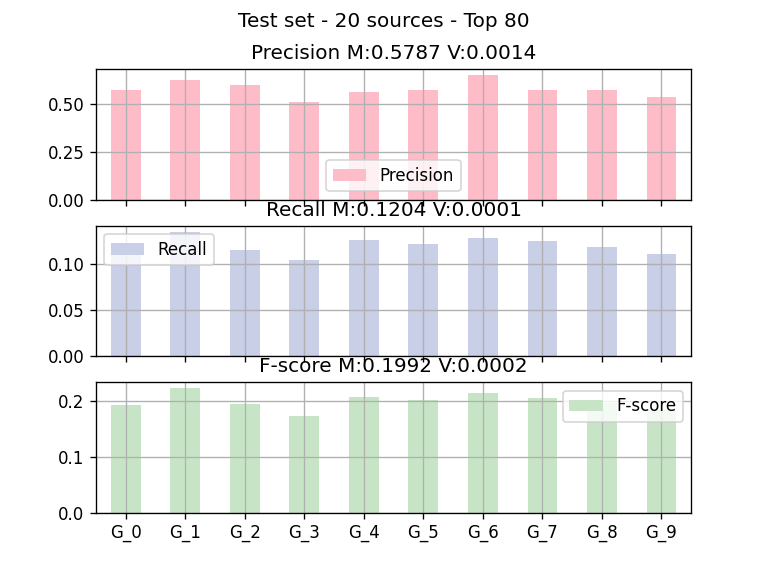 Test set - 20 sources - Top 80
Precision M:0.5787 V:0.0014
0.50
0.25
0.00
Precision
Recall M:0.1204 V:0.0001
0.10
0.05
0.00
Recall
F-score M:0.1992 V:0.0002
0.2
0.1
0.0
F-score
G_0 G_1 G_2 G_3 G_4 G_5 G_6 G_7 G_8 G_9